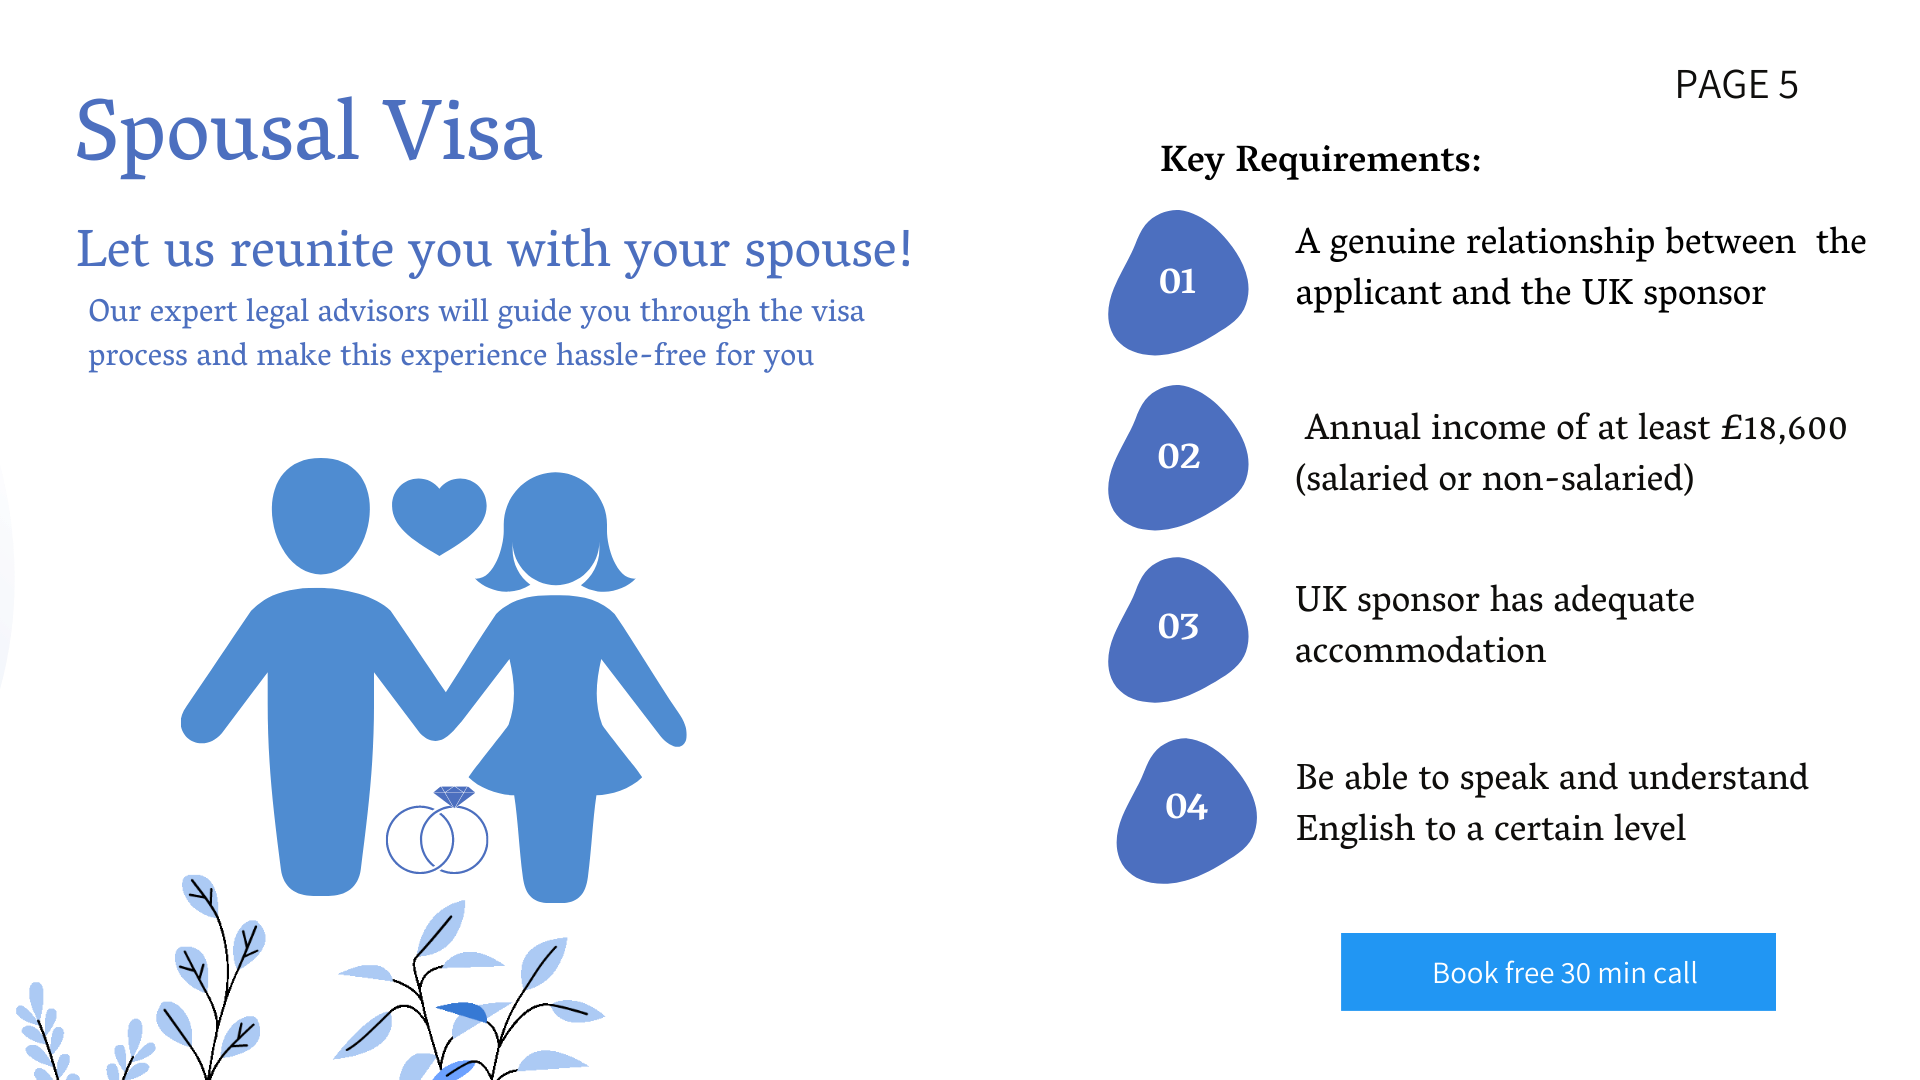 Spousal Visa
Let us reunite you with your spouse!
Our expert legal advisors will guide you through the visa
process and make this experience hassle-free for you
PAGE 5
Key Requirements:
01
A genuine relationship between  the
applicant and the UK sponsor
02
Annual income of at least £18,600
(salaried or non-salaried)
03
UK sponsor has adequate
accommodation
04
Be able to speak and understand
English to a certain level
Book free 30 min call